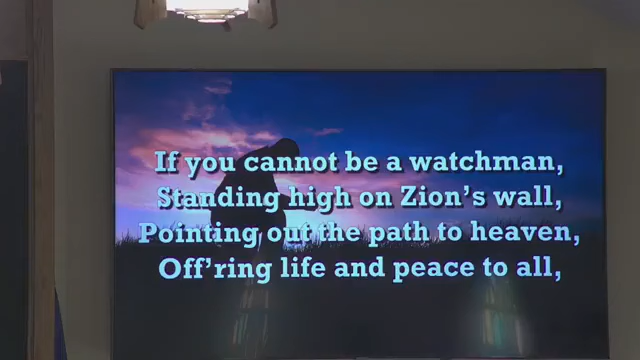 If you cannot be a watchman,
Standing high on Zion's wall,
Pointing out the path to heaven,
Off'ring life and peace to all,